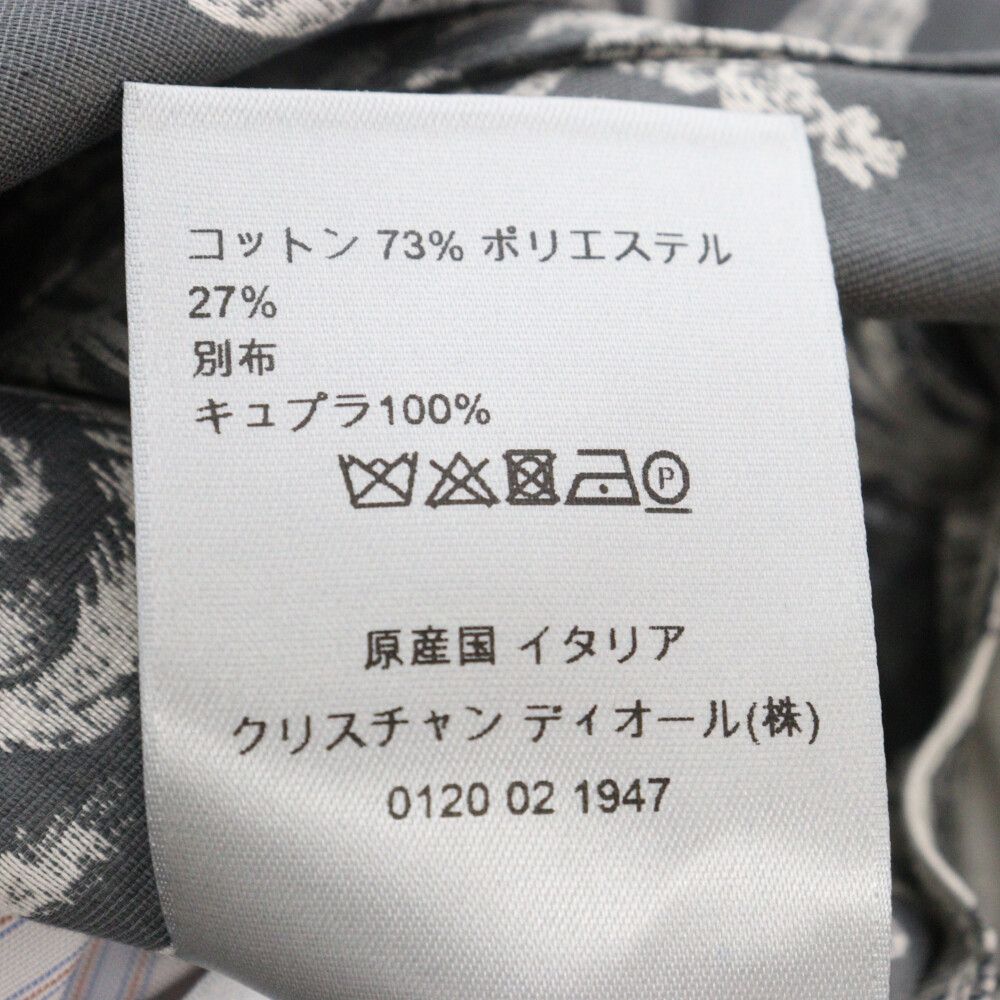 コットン 73% ポリエステル
27%
別布
キュプラ100%
P
原産国 イタリア
クリスチャン ディオール(株)
0120 02 1947